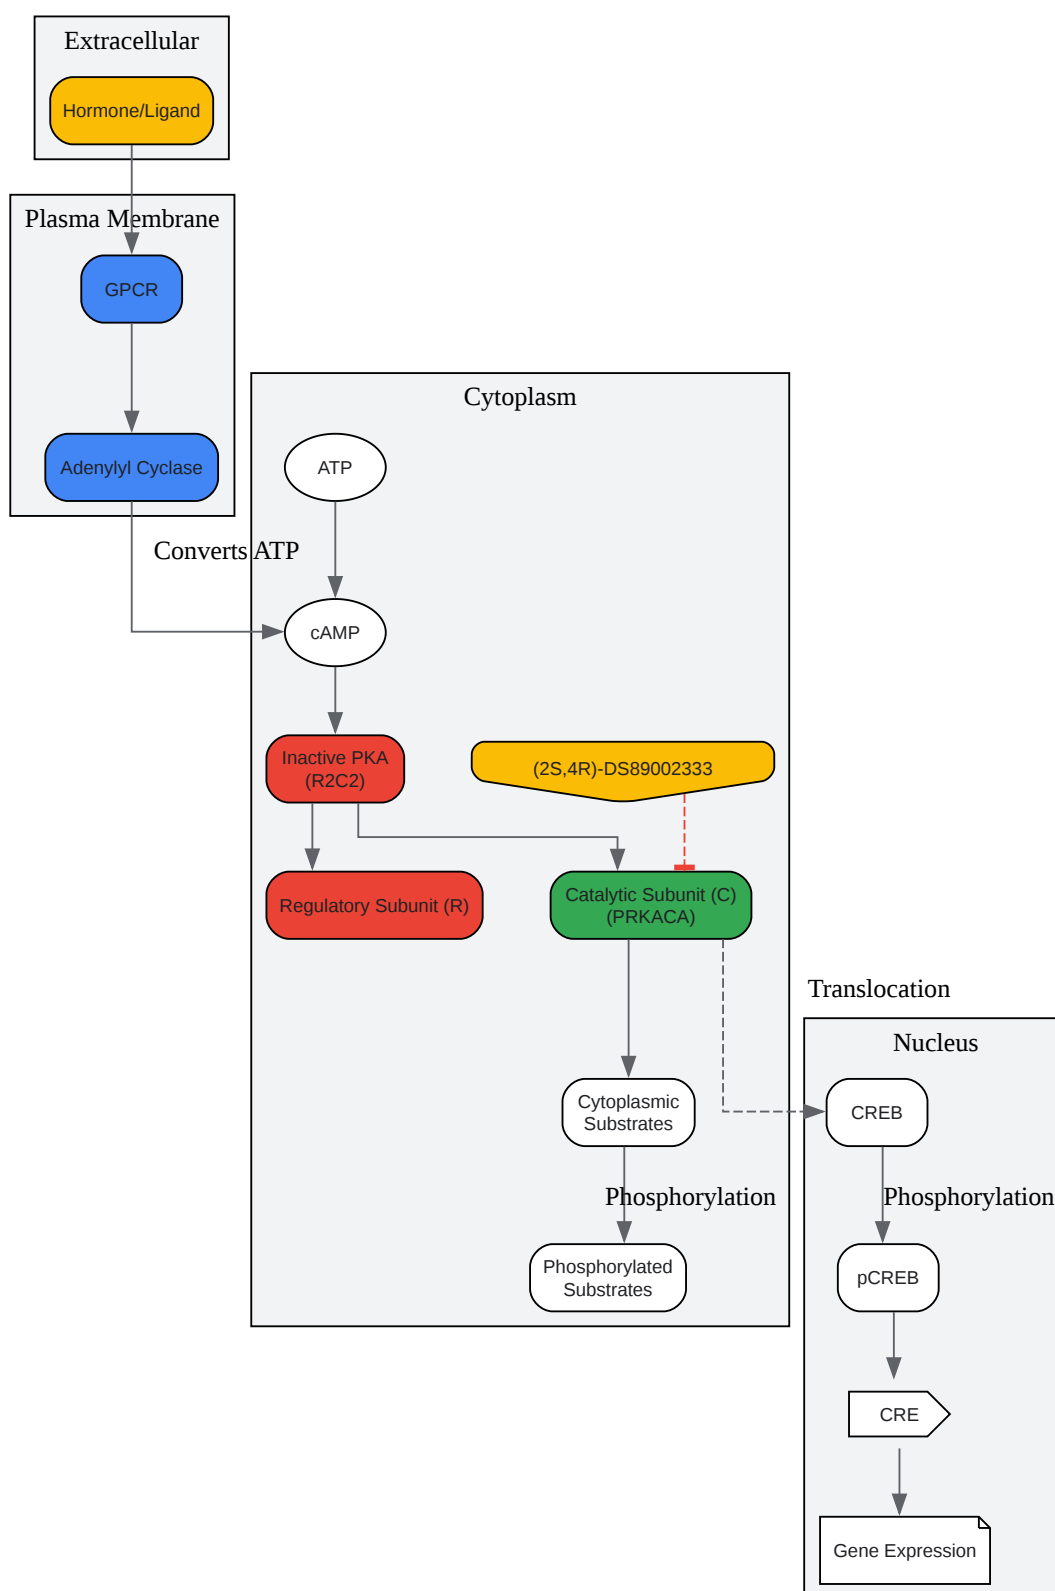 Extracellular
Hormone/Ligand
Plasma Membrane
GPCR
Adenylyl Cyclase
Converts ATP
Cytoplasm
ATP
cAMP
Inactive PKA
(R2C2)
(2S,4R)-DS89002333
Regulatory Subunit (R)
Catalytic Subunit (C)
(PRKACA)
Translocation
Nucleus
Cytoplasmic
Substrates
CREB
Phosphorylation
Phosphorylation
Phosphorylated
Substrates
pCREB
CRE
Gene Expression